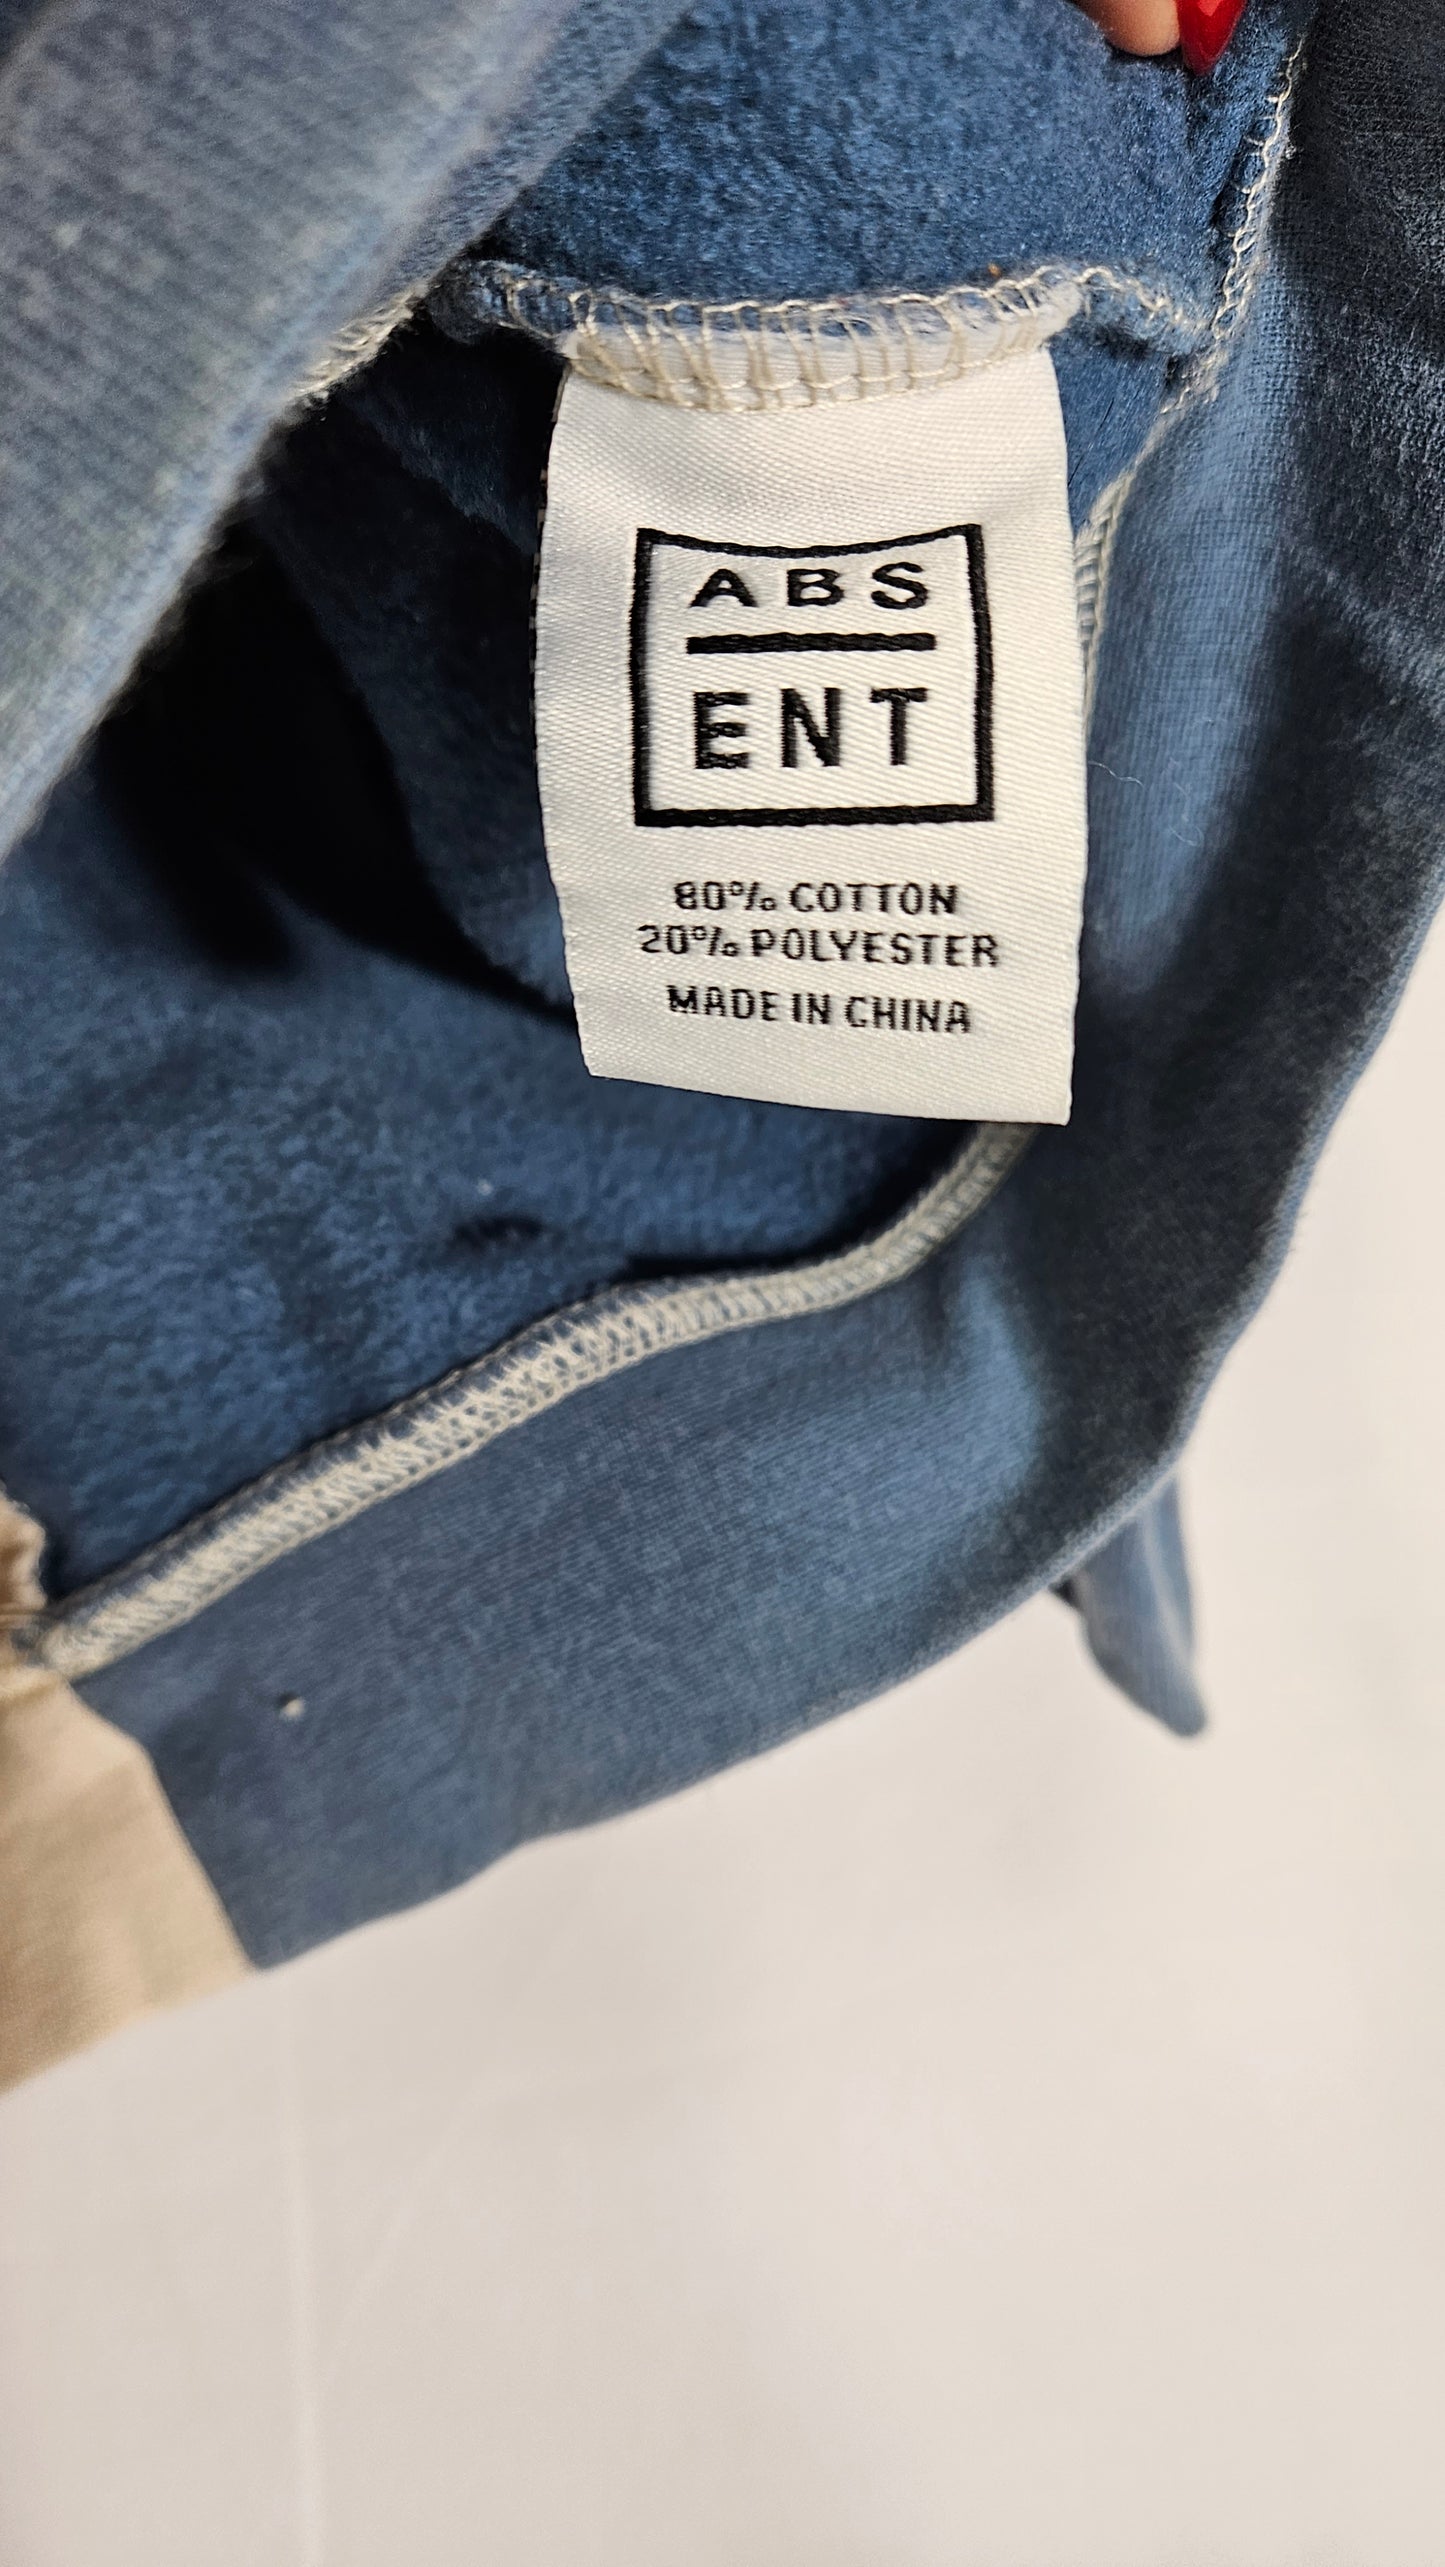 ABS
ENT
80% COTTON
20% POLYESTER
MADE IN CHINA